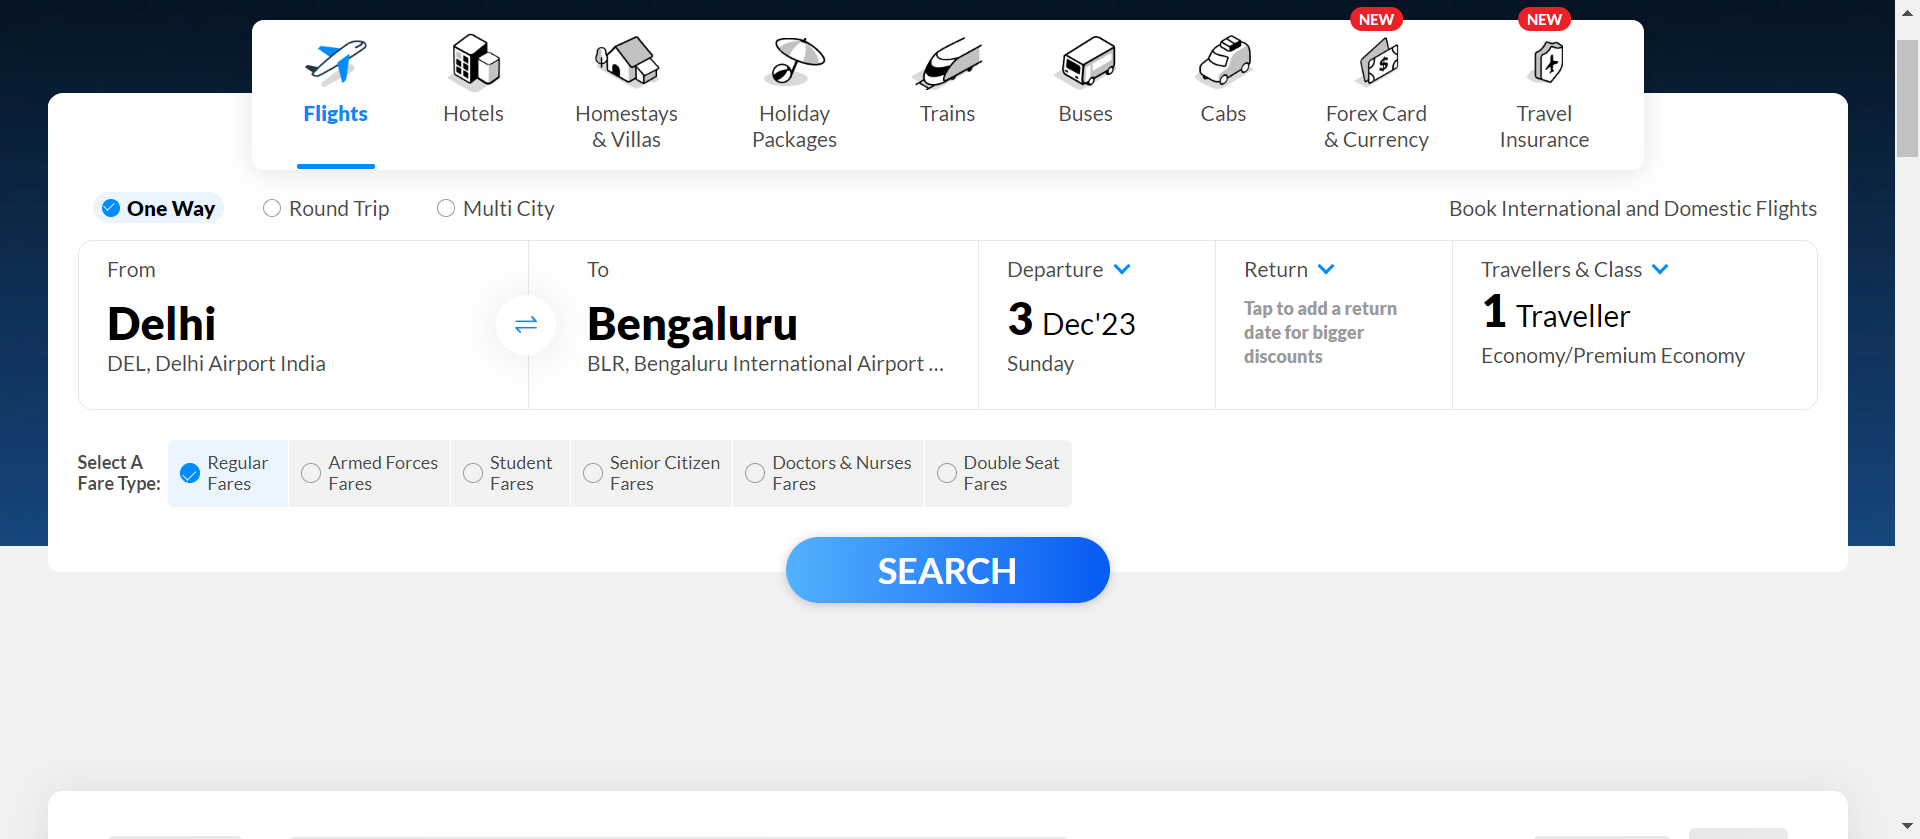 NEW
NEW
Flights
Hotels
Homestays
& Villas
Holiday
Packages
Trains
Buses
Cabs
Forex Card
& Currency
Travel
Insurance
One Way
Round Trip
Multi City
Book International and Domestic Flights
From
Delhi
DEL, Delhi Airport India
To
Bengaluru
BLR, Bengaluru International Airport ...
Departure
3 Dec'23
Sunday
Return
Tap to add a return
date for bigger
discounts
Travellers & Class
1 Traveller
Economy/Premium Economy
Select A
Fare Type:
Regular
Fares
Armed Forces
Fares
Student
Fares
Senior Citizen
Fares
Doctors & Nurses
Fares
Double Seat
Fares
SEARCH